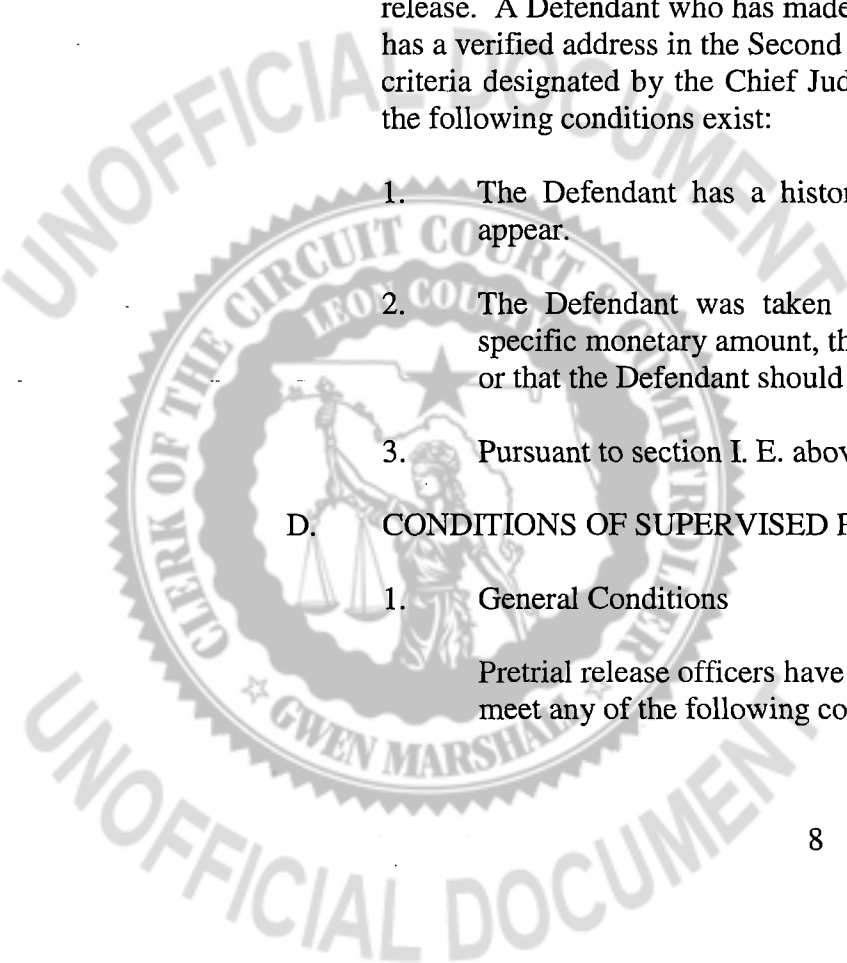 release. A Defendant who has made
has a verified address in the Second
criteria designated by the Chief Jud
the following conditions exist:
1. The Defendant has a histor
appear.
2. The Defendant was taken
specific monetary amount, th
or that the Defendant should
3. Pursuant to section I. E. abov
D. CONDITIONS OF SUPERVISED
1. General Conditions
Pretrial release officers have
meet any of the following co
8
UNOFFICIAL DOCUMENT
CLERK OF THE CIRCUIT COURT & COMPTROLLER
LEON COUNTY
GWEN MARSHALL
UNOFFICIAL DOCUMENT